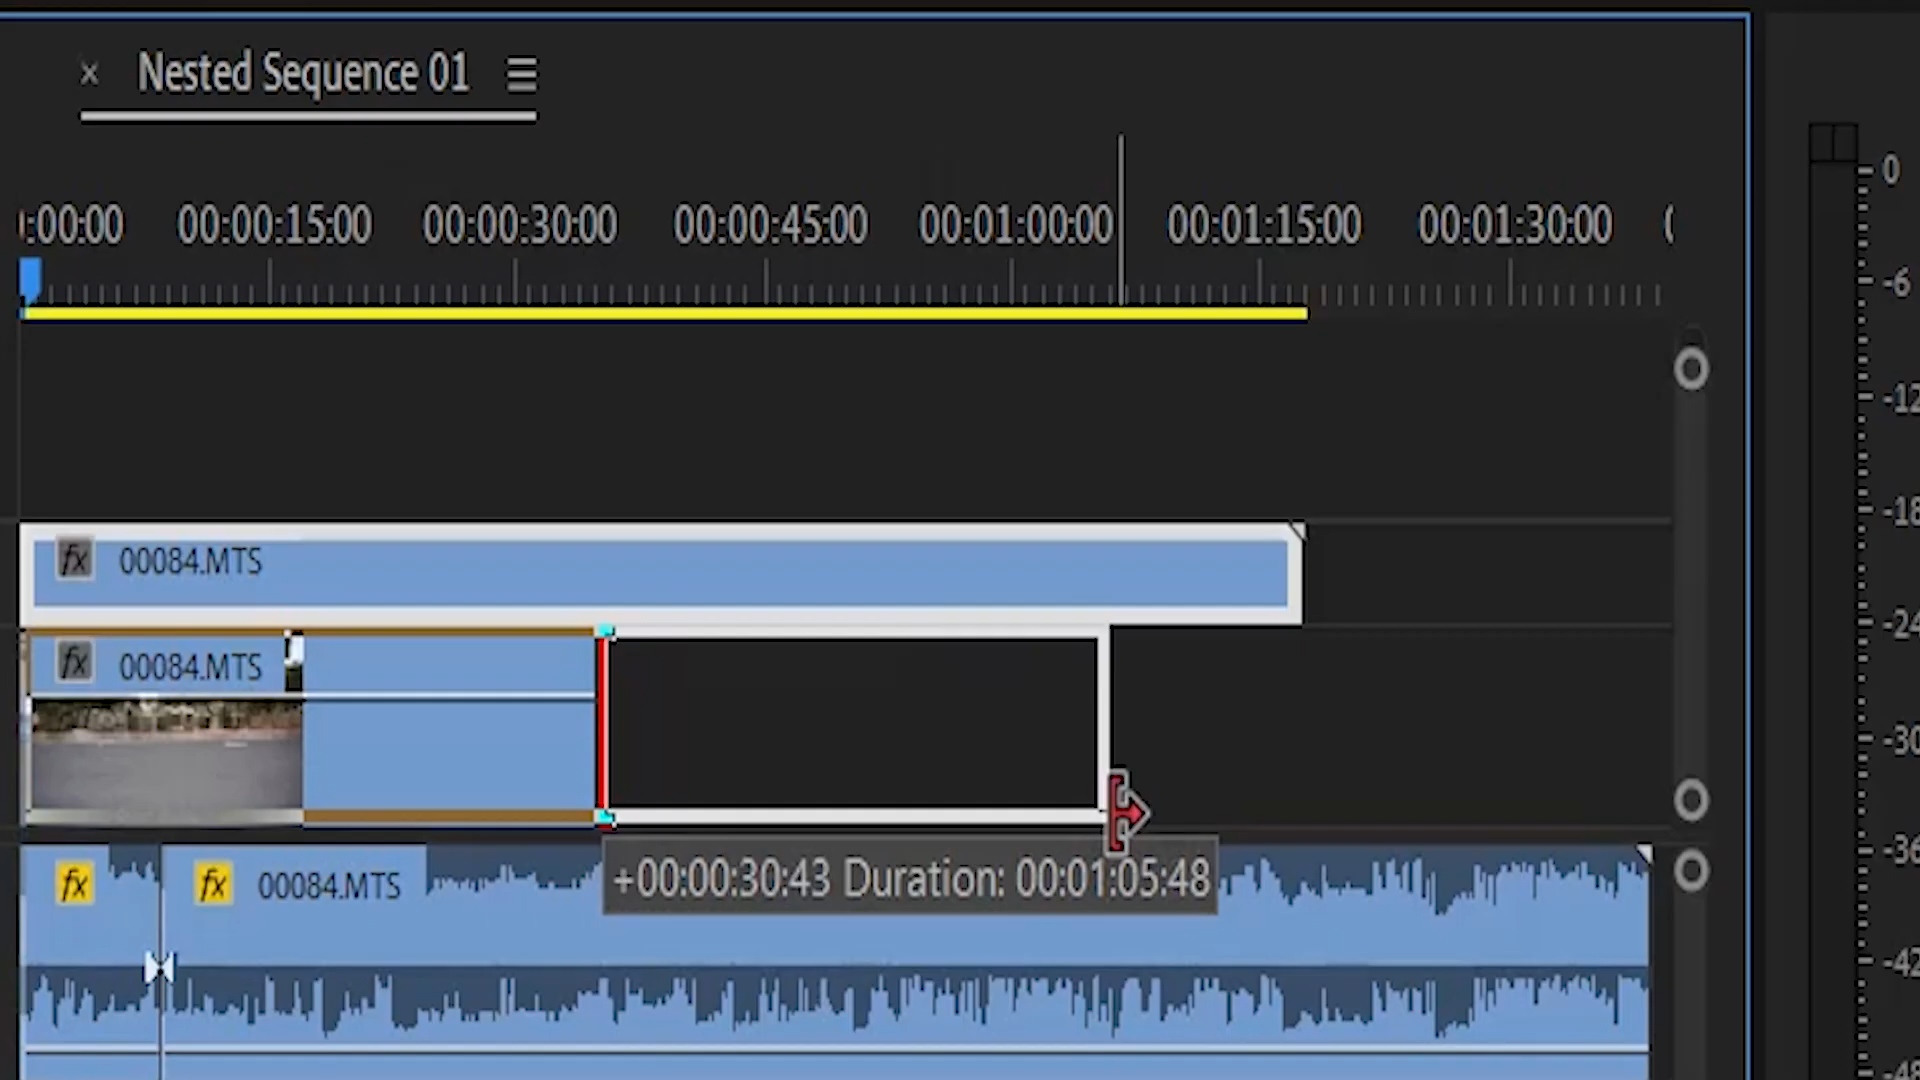 × Nested Sequence 01
:00:00 00:00:15:00 00:00:30:00 00:00:45:00 00:01:00:00 00:01:15:00 00:01:30:00
0
-6
-12
-18
-24
-30
-36
-42
-48
fx 00084.MTS
fx 00084.MTS
fx fx 00084.MTS
+00:00:30:43 Duration: 00:01:05:48